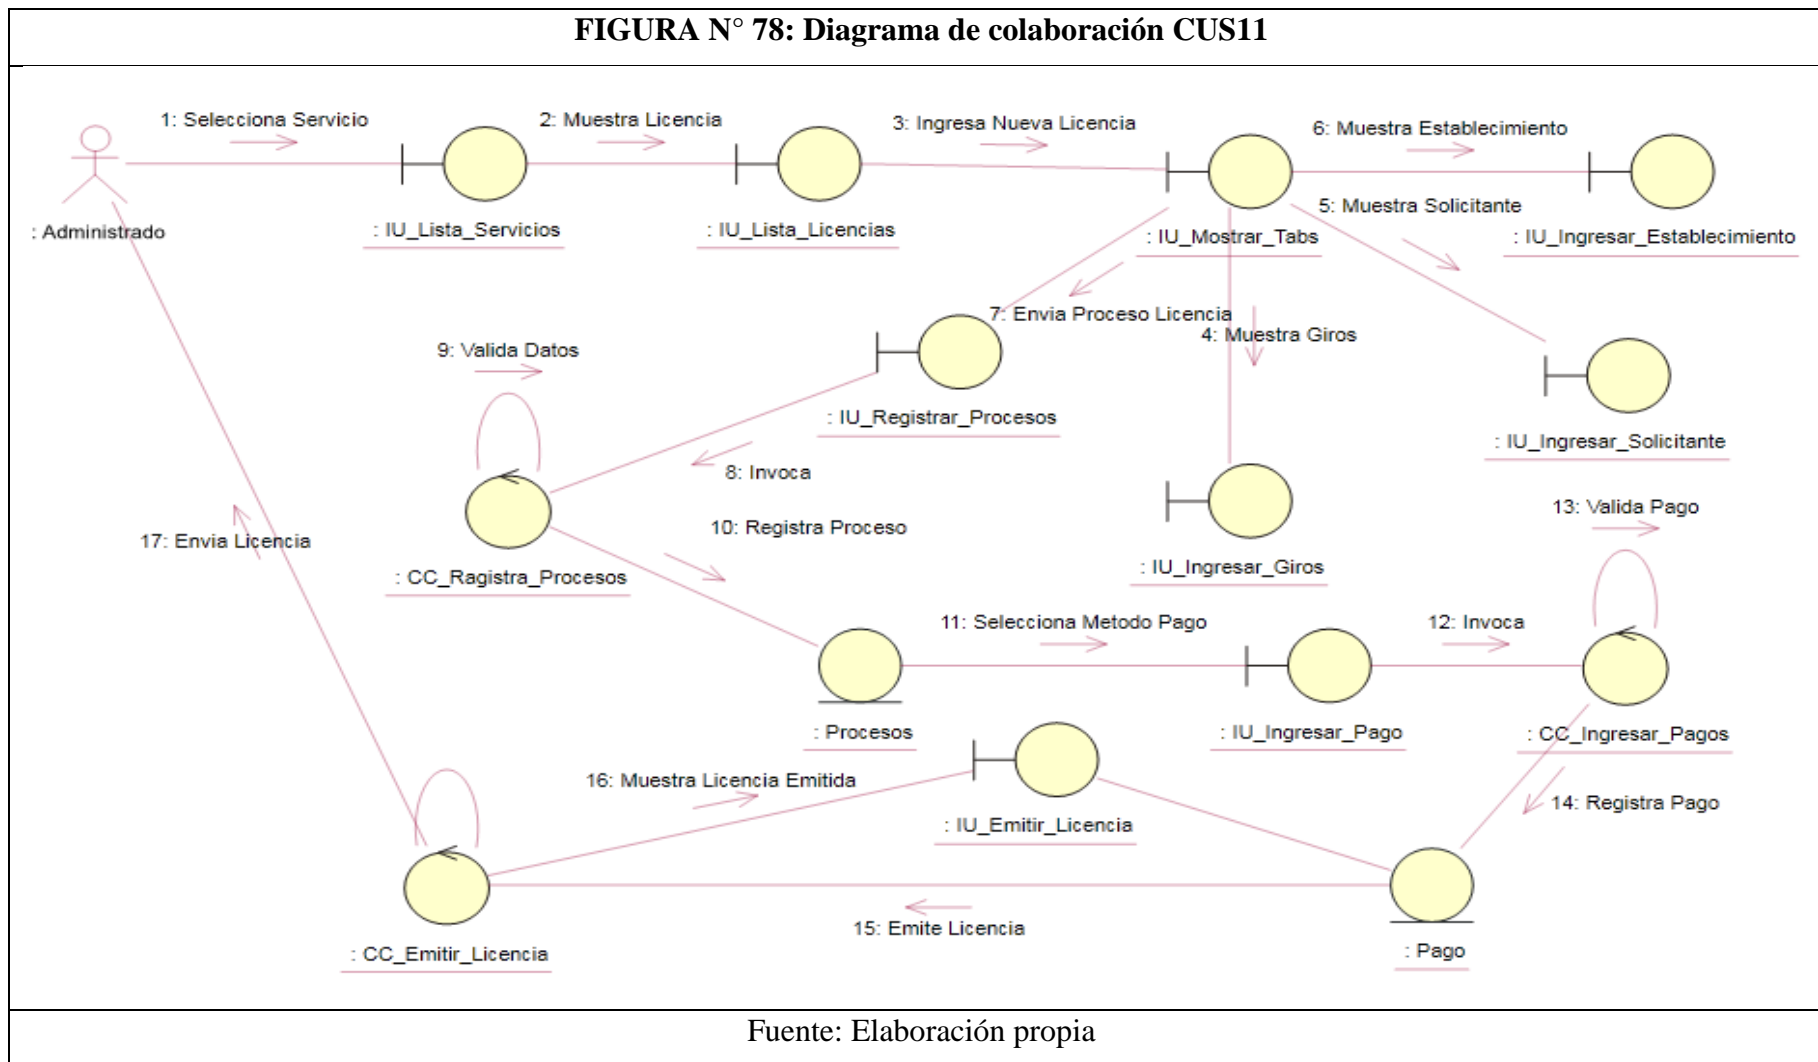 FIGURA N° 78: Diagrama de colaboración CUS11
1: Selecciona Servicio
2: Muestra Licencia
3: Ingresa Nueva Licencia
6: Muestra Establecimiento
: Administrado
: IU_Lista_Servicios
: IU_Lista_Licencias
: IU_Mostrar_Tabs
5: Muestra Solicitante
: IU_Ingresar_Establecimiento
7: Envia Proceso Licencia
4: Muestra Giros
9: Valida Datos
: IU_Registrar_Procesos
: IU_Ingresar_Solicitante
8: Invoca
10: Registra Proceso
13: Valida Pago
17: Envia Licencia
: CC_Ragistra_Procesos
: IU_Ingresar_Giros
11: Selecciona Metodo Pago
12: Invoca
: Procesos
: IU_Ingresar_Pago
: CC_Ingresar_Pagos
16: Muestra Licencia Emitida
: IU_Emitir_Licencia
14: Registra Pago
15: Emite Licencia
: CC_Emitir_Licencia
: Pago
Fuente: Elaboración propia